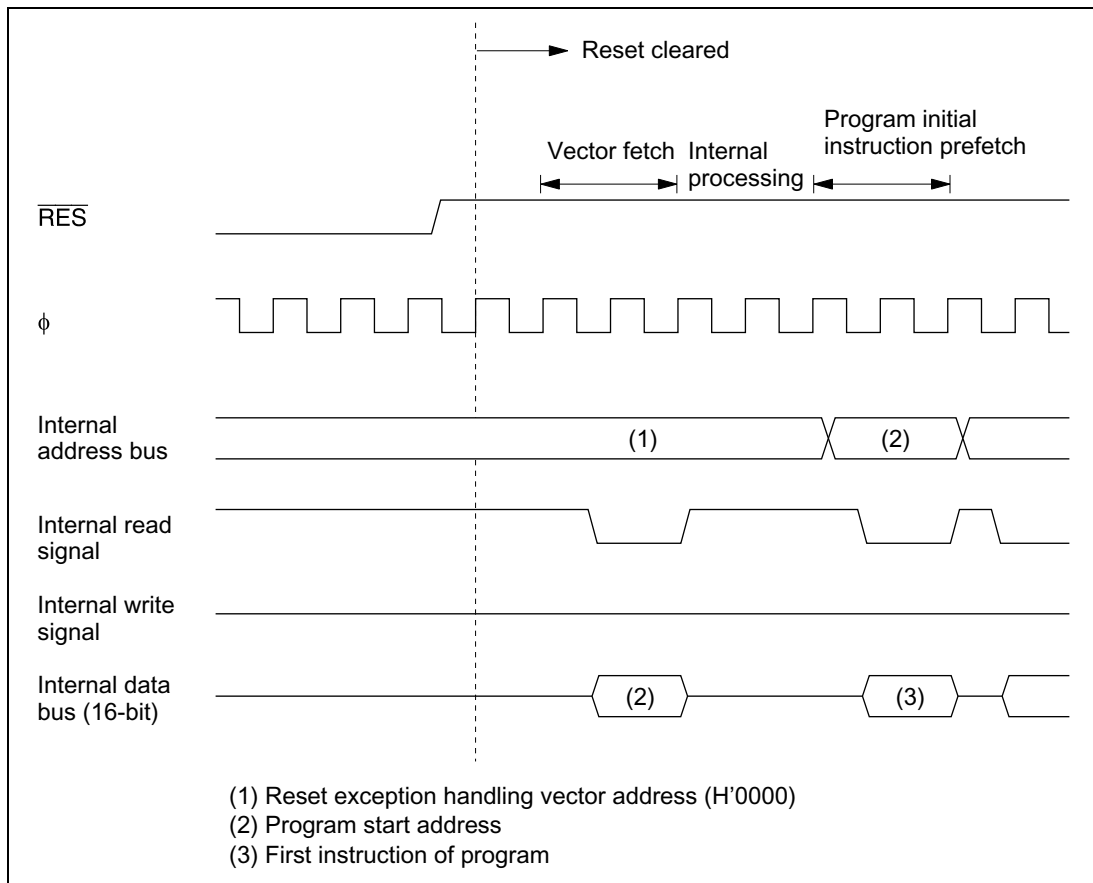 Reset cleared
Program initial
instruction prefetch
Vector fetch
Internal
processing
RES
ϕ
Internal
address bus
(1)
(2)
Internal read
signal
Internal write
signal
Internal data
bus (16-bit)
(2)
(3)
(1) Reset exception handling vector address (H'0000)
(2) Program start address
(3) First instruction of program